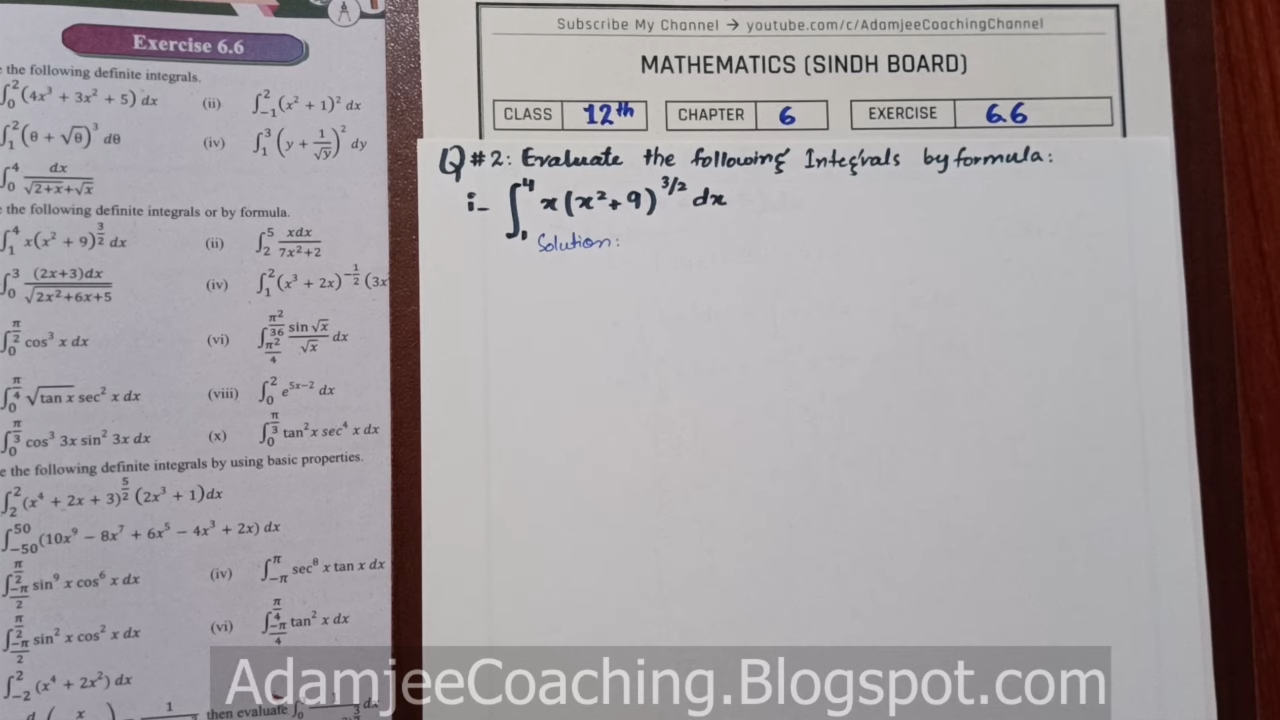 Exercise 6.6
the following definite integrals.
∫₀² (4x³ + 3x² + 5) dx (ii) ∫₋₁² (x² + 1)² dx
∫₁² (θ + √θ)³ dθ (iv) ∫₁³ (y + 1/√y)² dy
∫₀⁴ dx/(√2+x+√x)
the following definite integrals or by formula.
∫₁⁴ x(x² + 9)^(3/2) dx (ii) ∫₂⁵ xdx/(7x²+2)
∫₀³ (2x+3)dx/√(2x²+6x+5) (iv) ∫₁² (x³ + 2x)^(-1/2) (3x
∫₀^(π/2) cos³ x dx (vi) ∫_(π²/4)^(π²/36) sin √x/√x dx
∫₀^(π/4) √(tan x) sec² x dx (viii) ∫₀² e^(5x−2) dx
∫₀^(π/3) cos³ 3x sin² 3x dx (x) ∫₀^(π/3) tan² x sec⁴ x dx
e the following definite integrals by using basic properties.
∫₂² (x⁴ + 2x + 3)^(5/2) (2x³ + 1)dx
∫₋₅₀⁵⁰ (10x⁹ − 8x⁷ + 6x⁵ − 4x³ + 2x) dx
∫_(−π/2)^(π/2) sin⁹ x cos⁶ x dx (iv) ∫_(−π)^π sec⁸ x tan x dx
∫_(−π/2)^(π/2) sin² x cos² x dx (vi) ∫_(−π/4)^(π/4) tan² x dx
∫₋₂² (x⁴ + 2x²) dx
then evaluate
Subscribe My Channel → youtube.com/c/AdamjeeCoachingChannel
MATHEMATICS (SINDH BOARD)
CLASS 12th CHAPTER 6 EXERCISE 6.6
Q#2: Evaluate the following Integrals by formula:
i- ∫₁⁴ x(x²+9)^(3/2) dx
Solution:
AdamjeeCoaching.Blogspot.com